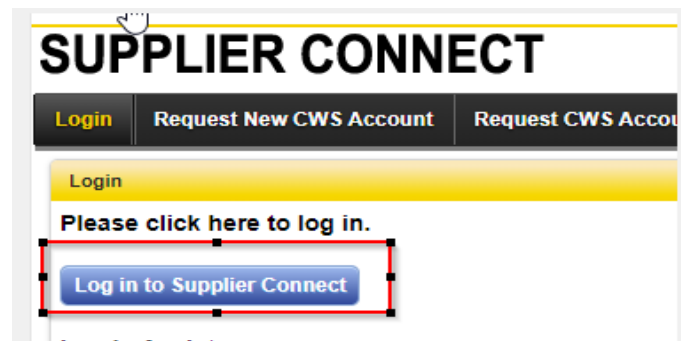 SUPPLIER CONNECT
Login Request New CWS Account Request CWS
Login
Please click here to log in.
Log in to Supplier Connect